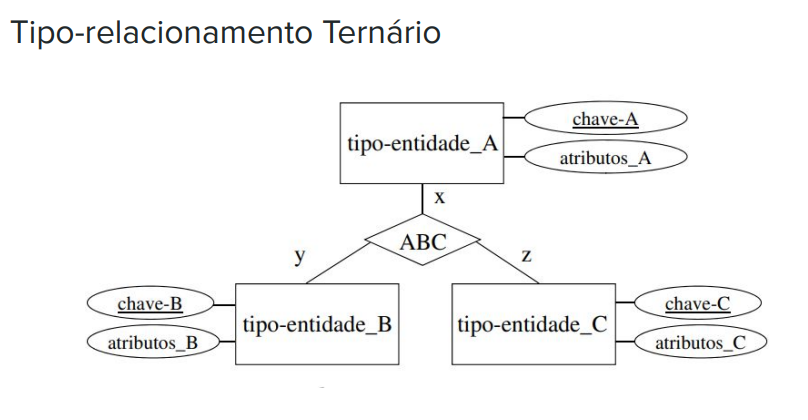 Tipo-relacionamento Ternário
chave-A
tipo-entidade_A
atributos_A
x
ABC
y
z
chave-B
tipo-entidade_B
atributos_B
chave-C
tipo-entidade_C
atributos_C